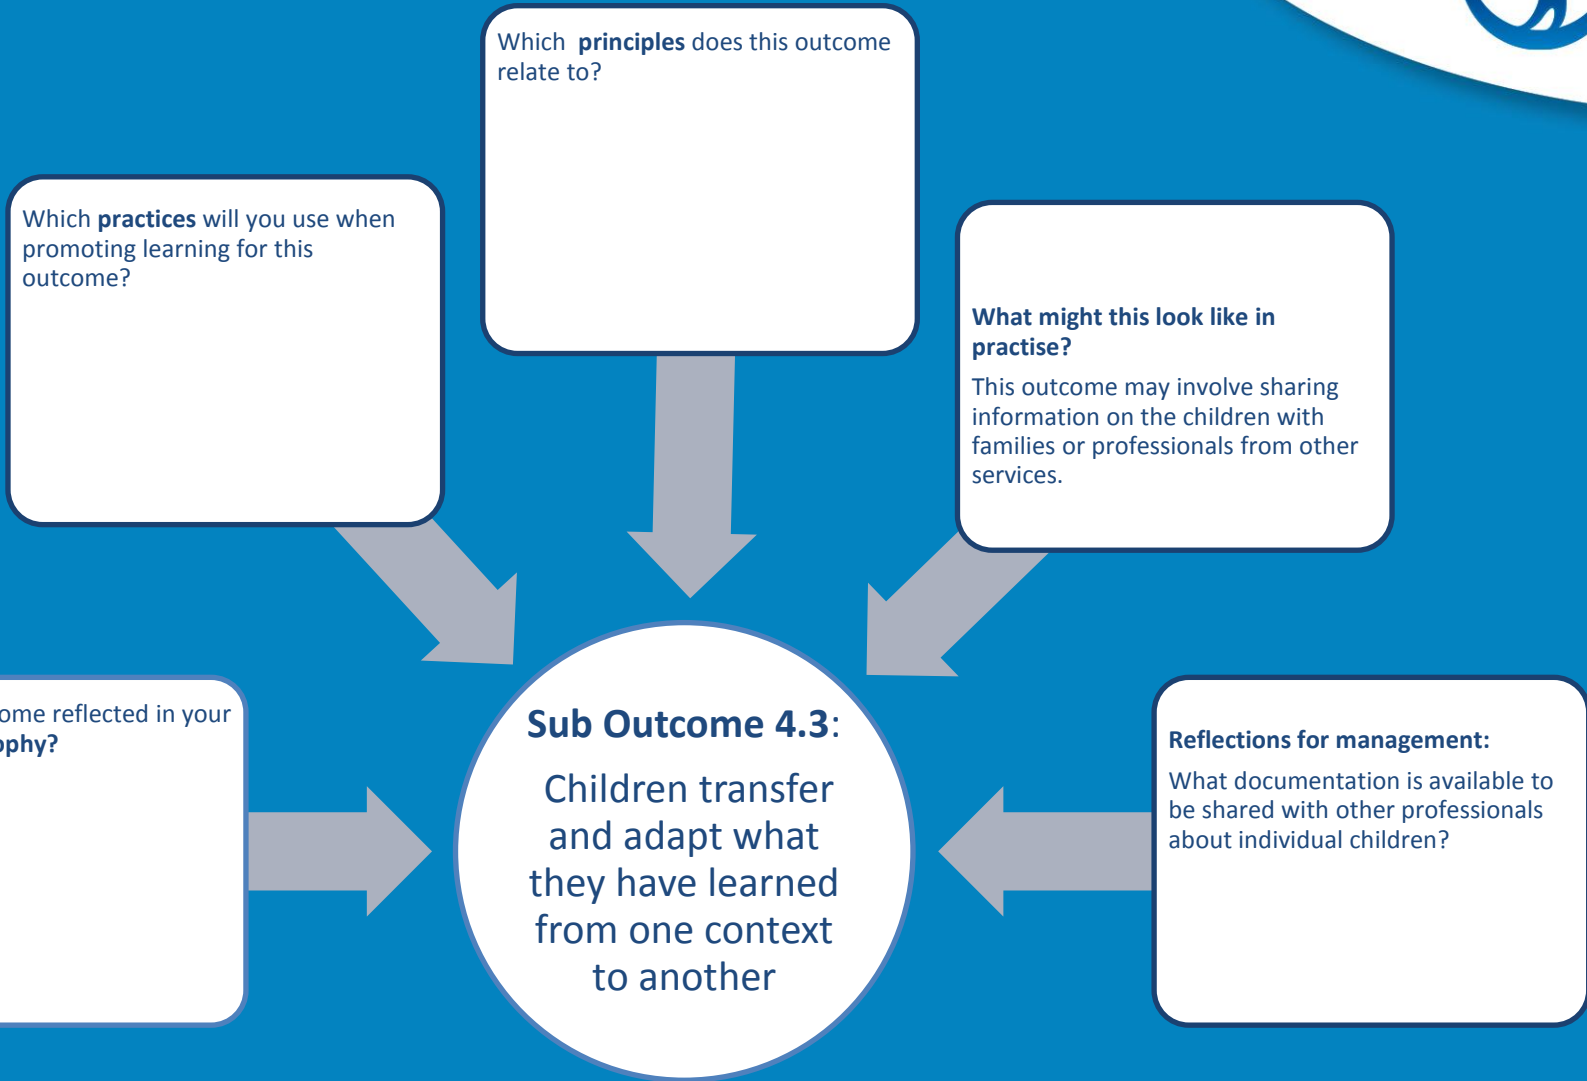 Which principles does this outcome
relate to?
Which practices will you use when
promoting learning for this
outcome?
What might this look like in
practise?
This outcome may involve sharing
information on the children with
families or professionals from other
services.
ome reflected in your
ophy?
Sub Outcome 4.3:
Children transfer
and adapt what
they have learned
from one context
to another
Reflections for management:
What documentation is available to
be shared with other professionals
about individual children?